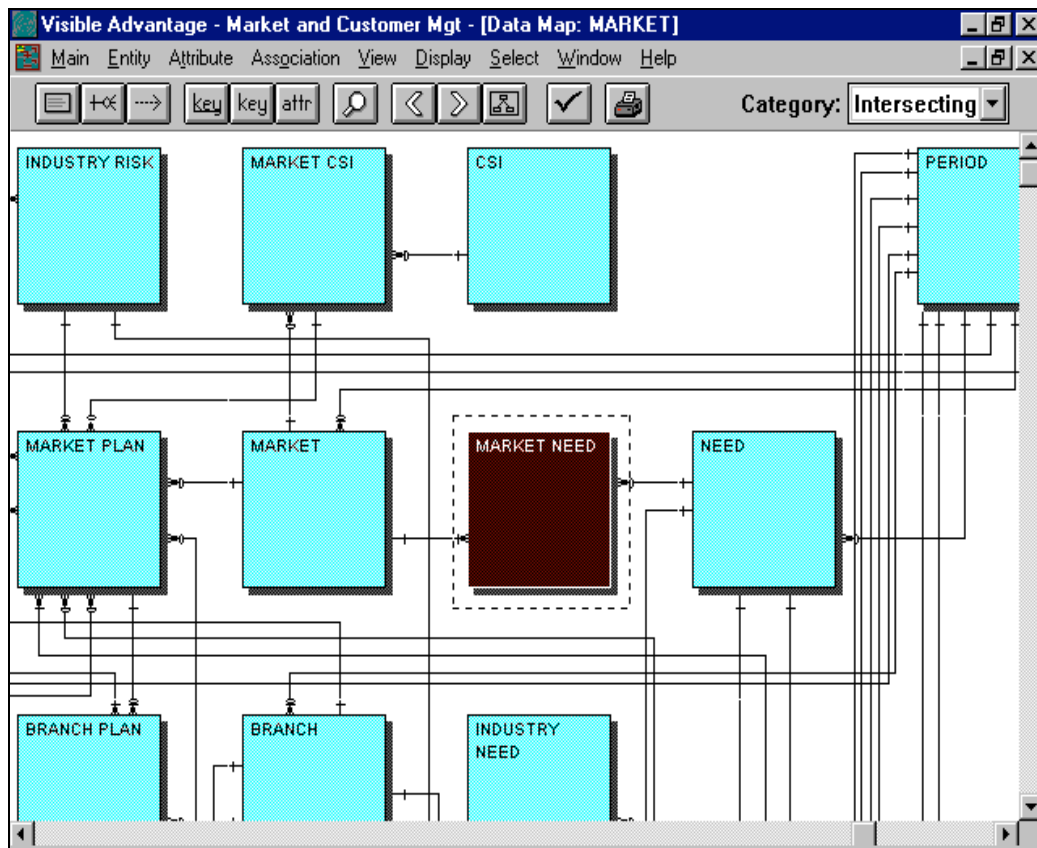 Visible Advantage - Market and Customer Mgt - [Data Map: MARKET]
Main Entity Attribute Association View Display Select Window Help
key key attr Category: Intersecting
INDUSTRY RISK MARKET CSI CSI PERIOD
MARKET PLAN MARKET MARKET NEED NEED
BRANCH PLAN BRANCH INDUSTRY
NEED